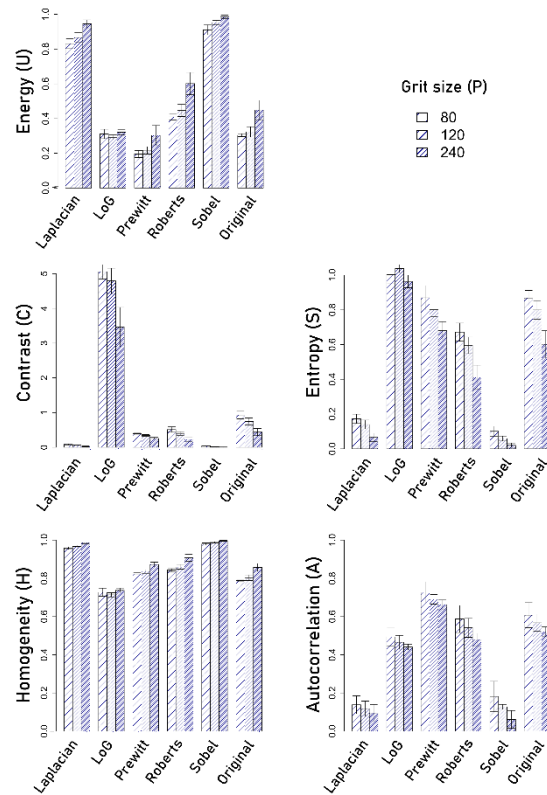 Energy (U)
1.0
0.8
0.6
0.4
0.2
0.0
Laplacian
LoG
Prewitt
Roberts
Sobel
Original
Grit size (P)
80
120
240
Contrast (C)
5
4
3
2
1
0
Laplacian
LoG
Prewitt
Roberts
Sobel
Original
Entropy (S)
1.0
0.8
0.6
0.4
0.2
0.0
Laplacian
LoG
Prewitt
Roberts
Sobel
Original
Homogeneity (H)
1.0
0.8
0.6
0.4
0.2
0.0
Laplacian
LoG
Prewitt
Roberts
Sobel
Original
Autocorrelation (A)
1.0
0.8
0.6
0.4
0.2
0.0
Laplacian
LoG
Prewitt
Roberts
Sobel
Original